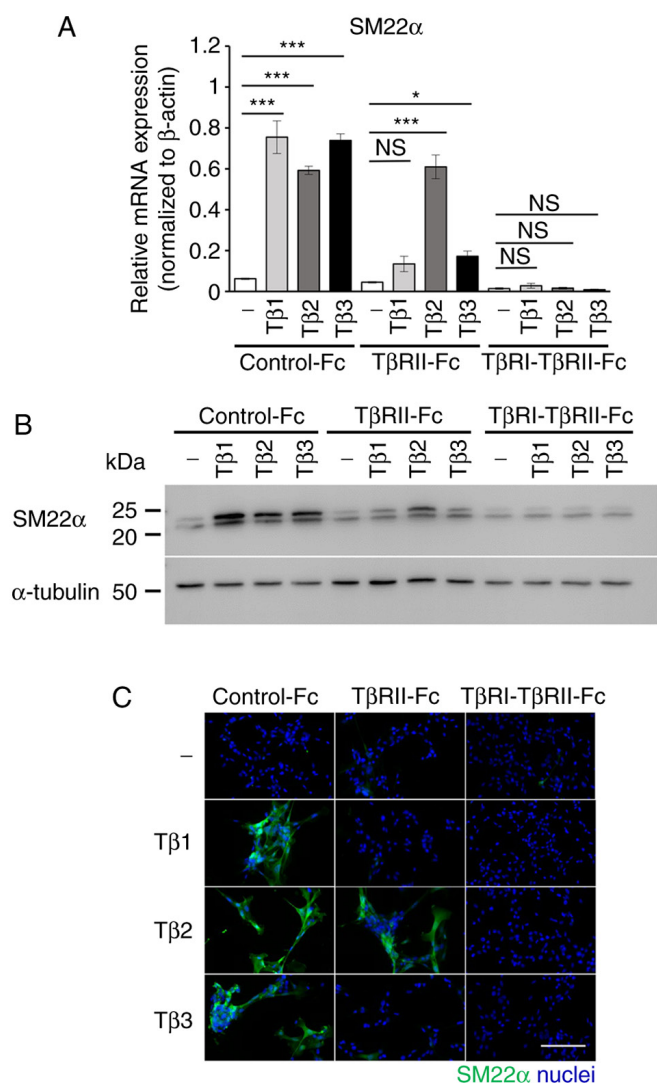 A
SM22α
Relative mRNA expression
(normalized to β-actin)
1.2
1
0.8
0.6
0.4
0.2
0
***
***
***
*
***
NS
NS
NS
NS
– Tβ1 Tβ2 Tβ3 – Tβ1 Tβ2 Tβ3 – Tβ1 Tβ2 Tβ3
Control-Fc TβRII-Fc TβRI-TβRII-Fc
B
Control-Fc TβRII-Fc TβRI-TβRII-Fc
kDa – Tβ1 Tβ2 Tβ3 – Tβ1 Tβ2 Tβ3 – Tβ1 Tβ2 Tβ3
SM22α 25
20
α-tubulin 50
C
Control-Fc TβRII-Fc TβRI-TβRII-Fc
–
Tβ1
Tβ2
Tβ3
SM22α nuclei